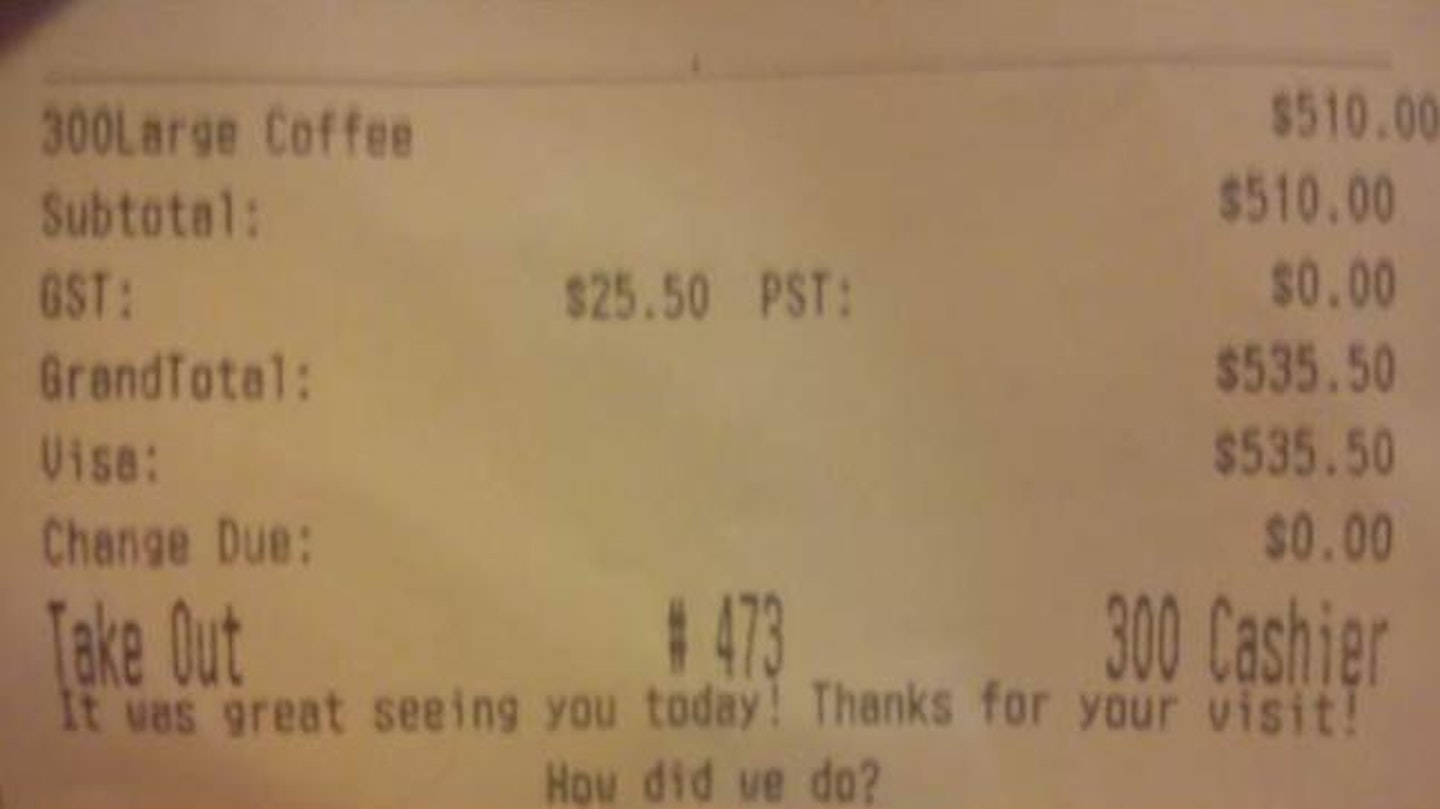 300Large Coffee $510.00
Subtotal: $510.00
GST: $25.50 PST: $0.00
GrandTotal: $535.50
Visa: $535.50
Change Due: $0.00
Take Out # 473 300 Cashier
It was great seeing you today! Thanks for your visit!
How did we do?